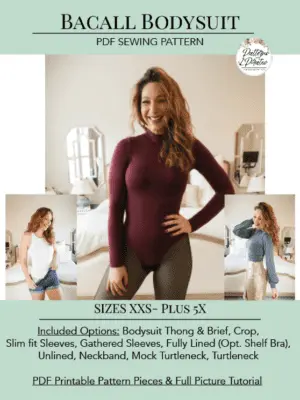 BACALL BODYSUIT
PDF SEWING PATTERN
Patterns
4 Pirates
SIZES XXS- PLUS 5X
Included Options: Bodysuit Thong & Brief, Crop,
Slim fit Sleeves, Gathered Sleeves, Fully Lined (Opt. Shelf Bra),
Unlined, Neckband, Mock Turtleneck, Turtleneck
PDF Printable Pattern Pieces & Full Picture Tutorial